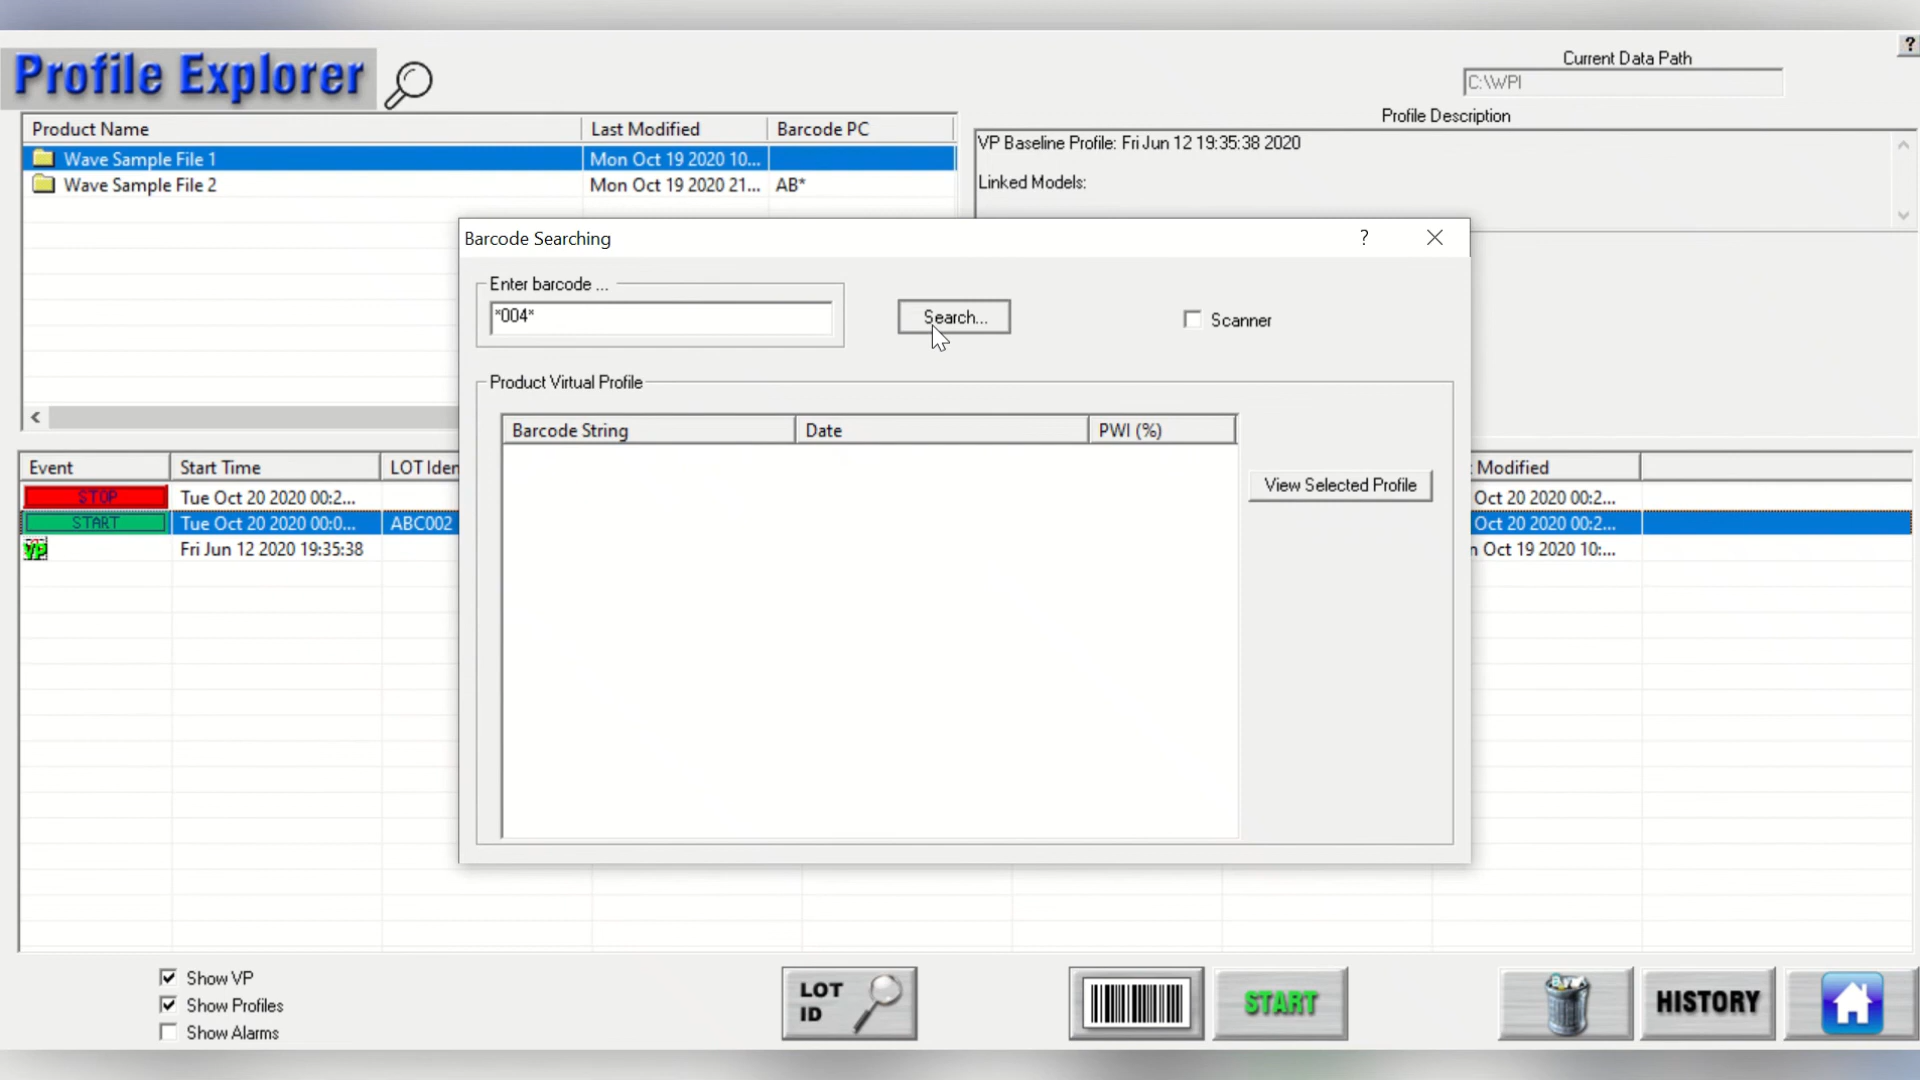 Profile Explorer
?
Current Data Path
C:\WPI
Profile Description
Product Name Last Modified Barcode PC
Wave Sample File 1 Mon Oct 19 2020 10...
Wave Sample File 2 Mon Oct 19 2020 21... AB*
VP Baseline Profile: Fri Jun 12 19:35:38 2020
Linked Models:
Barcode Searching ?
Enter barcode ...
*004*
Search...
Scanner
Product Virtual Profile
Barcode String Date PWI (%)
View Selected Profile
Event Start Time LOT Iden Modified
STOP Tue Oct 20 2020 00:2... Oct 20 2020 00:2...
START Tue Oct 20 2020 00:0... ABC002 Oct 20 2020 00:2...
VP Fri Jun 12 2020 19:35:38 n Oct 19 2020 10:...
Show VP
Show Profiles
Show Alarms
LOT
ID
START
HISTORY